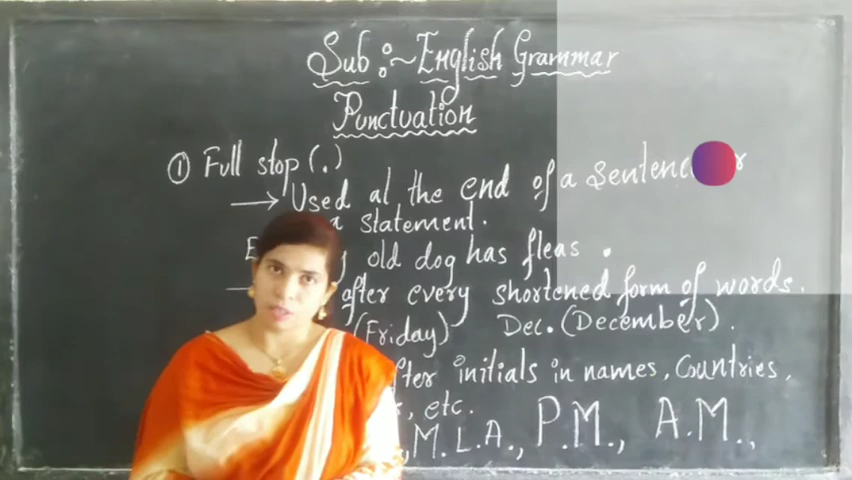 Sub:~ English Grammar
Punctuation
① Full stop (.)
→ Used at the end of a sentence
a statement.
old dog has fleas.
after every shortened form of words.
(Friday) Dec. (December).
initials in names, Countries,
etc.
M.L.A., P.M., A.M.,